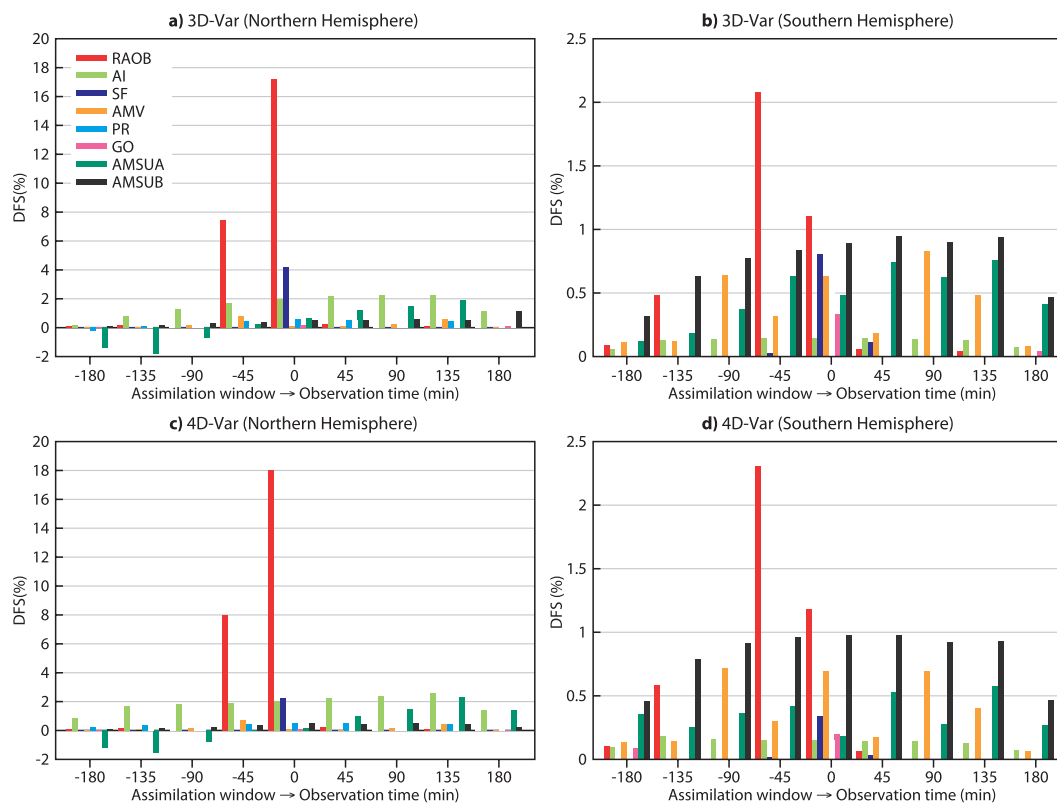 a) 3D-Var (Northern Hemisphere)
20
18
16
14
12
10
8
6
4
2
0
-2
DFS(%)
RAOB
AI
SF
AMV
PR
GO
AMSUA
AMSUB
-180 -135 -90 -45 0 45 90 135 180
Assimilation window → Observation time (min)
b) 3D-Var (Southern Hemisphere)
2.5
2
1.5
1
0.5
0
DFS (%)
-180 -135 -90 -45 0 45 90 135 180
Assimilation window → Observation time (min)
c) 4D-Var (Northern Hemisphere)
20
18
16
14
12
10
8
6
4
2
0
-2
DFS(%)
-180 -135 -90 -45 0 45 90 135 180
Assimilation window → Observation time (min)
d) 4D-Var (Southern Hemisphere)
2.5
2
1.5
1
0.5
0
DFS (%)
-180 -135 -90 -45 0 45 90 135 180
Assimilation window → Observation time (min)